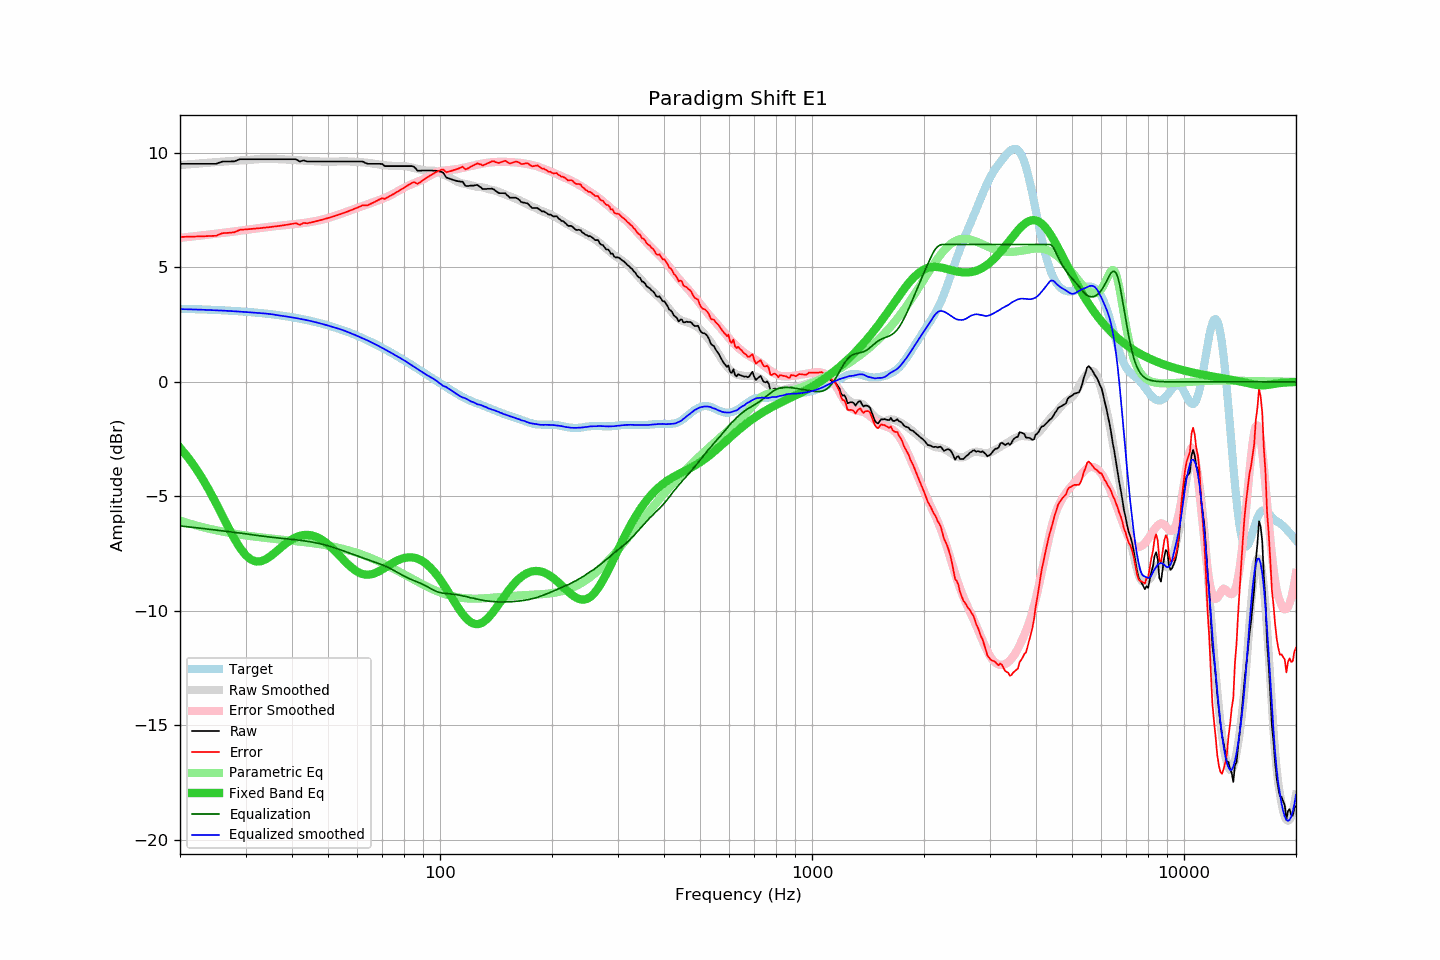 Paradigm Shift E1
10
5
0
−5
−10
−15
−20
Amplitude (dBr)
Target
Raw Smoothed
Error Smoothed
Raw
Error
Parametric Eq
Fixed Band Eq
Equalization
Equalized smoothed
100 1000 10000
Frequency (Hz)